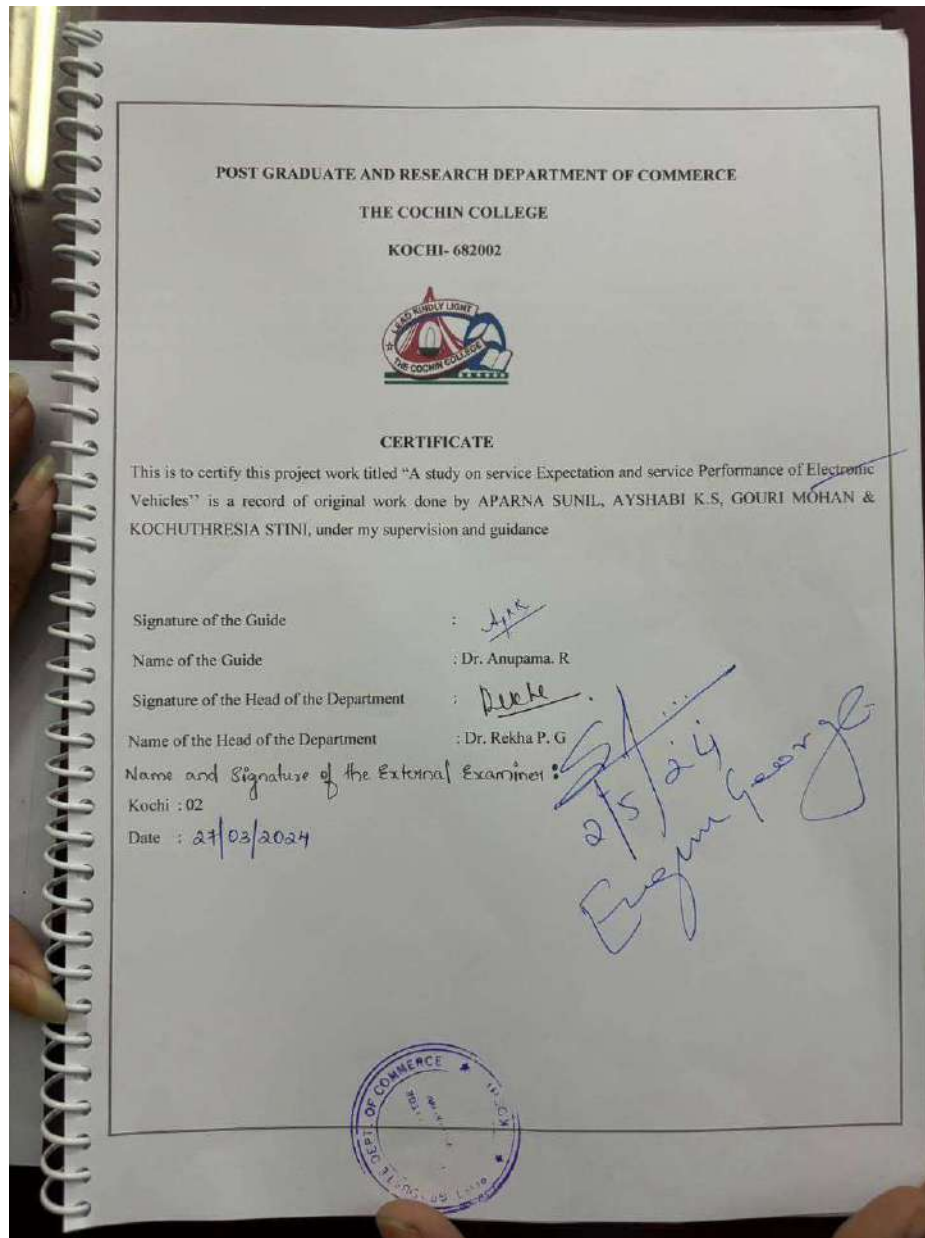 POST GRADUATE AND RESEARCH DEPARTMENT OF COMMERCE
THE COCHIN COLLEGE
KOCHI- 682002
LEAD KINDLY LIGHT
THE COCHIN COLLEGE
CERTIFICATE
This is to certify this project work titled “A study on service Expectation and service Performance of Electronic
Vehicles’’ is a record of original work done by APARNA SUNIL, AYSHABI K.S, GOURI MOHAN &
KOCHUTHRESIA STINI, under my supervision and guidance
Signature of the Guide :
Name of the Guide : Dr. Anupama. R
Signature of the Head of the Department :
Name of the Head of the Department : Dr. Rekha P. G
Name and Signature of the External Examiner :
2/5/24
George
Kochi : 02
Date : 27/03/2024
DEPT. OF COMMERCE